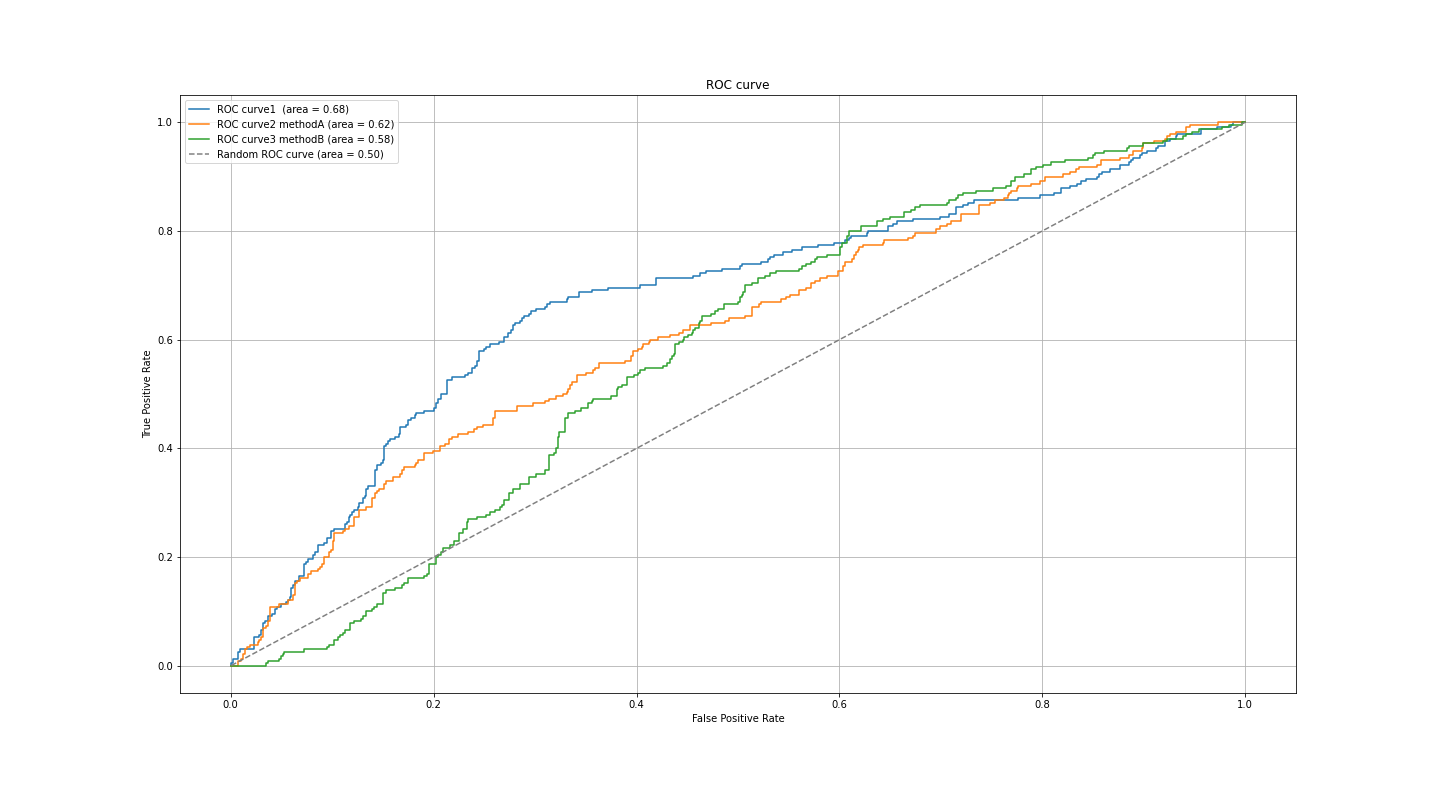 ROC curve
ROC curve1  (area = 0.68)
ROC curve2 methodA (area = 0.62)
ROC curve3 methodB (area = 0.58)
Random ROC curve (area = 0.50)
True Positive Rate
1.0
0.8
0.6
0.4
0.2
0.0
0.0 0.2 0.4 0.6 0.8 1.0
False Positive Rate